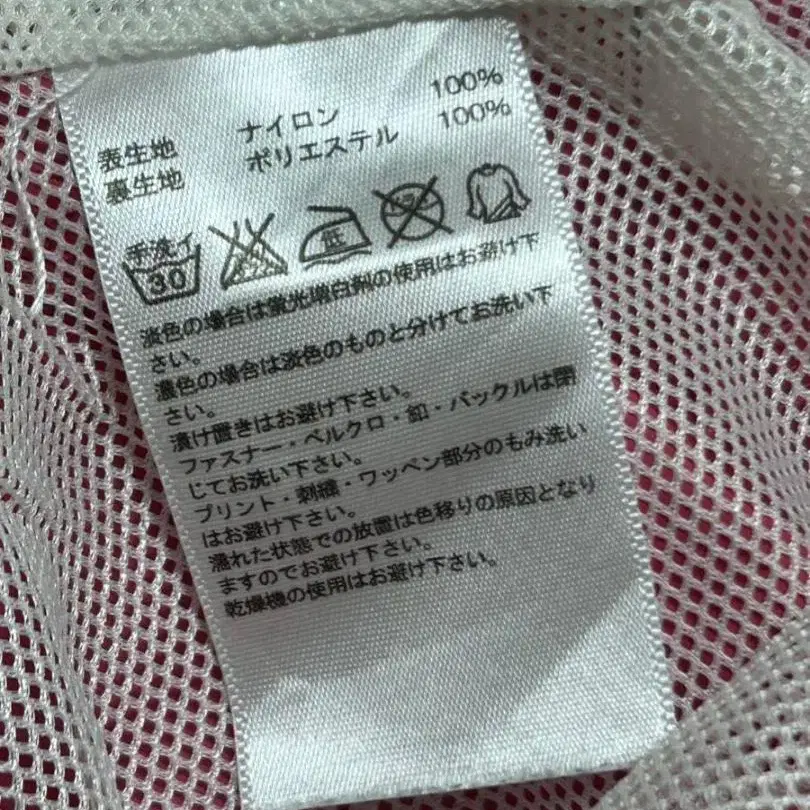 表生地 ナイロン 100%
裏生地 ポリエステル 100%
手洗イ
30
低
淡色の場合は蛍光増白剤の使用はお避け下
さい。
濃色の場合は淡色のものと分けてお洗い下
さい。
漬け置きはお避け下さい。
ファスナー・ベルクロ・釦・バックルは閉
じてお洗い下さい。
プリント・刺繍・ワッペン部分のもみ洗い
はお避け下さい。
濡れた状態での放置は色移りの原因となり
ますのでお避け下さい。
乾燥機の使用はお避け下さい。